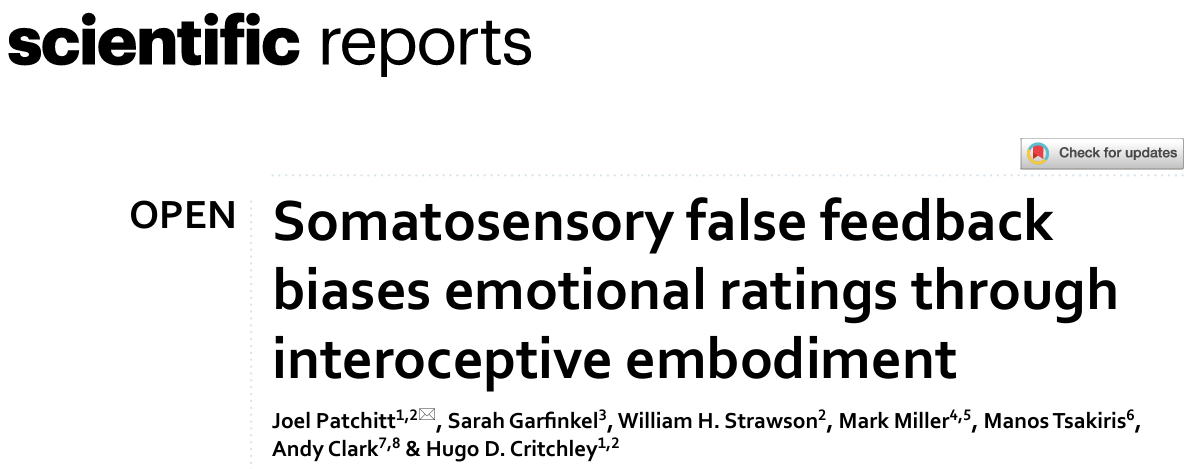 scientific reports
Check for updates
OPEN
Somatosensory false feedback
biases emotional ratings through
interoceptive embodiment
Joel Patchitt1,2✉, Sarah Garfinkel3, William H. Strawson2, Mark Miller4,5, Manos Tsakiris6,
Andy Clark7,8 & Hugo D. Critchley1,2